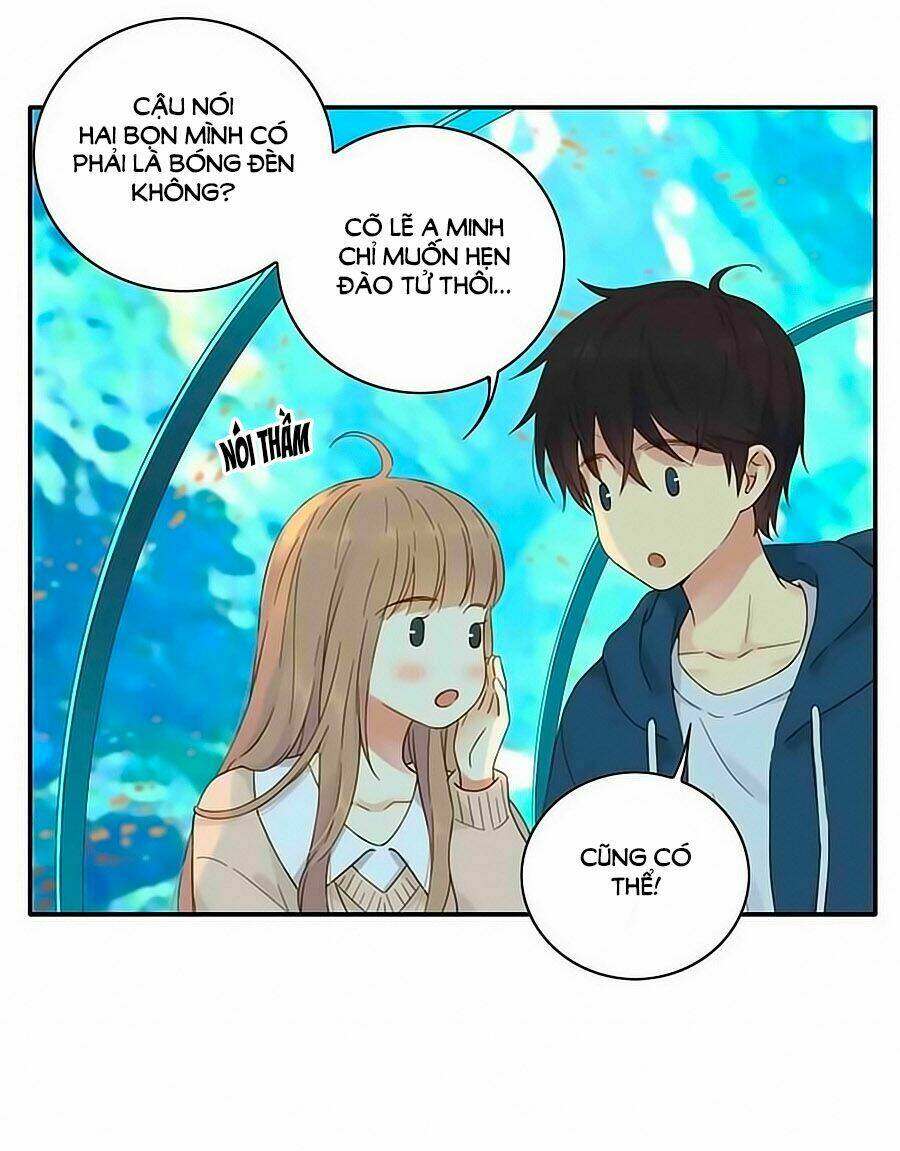 CẬU NÓI
HAI BỌN MÌNH CÓ
PHẢI LÀ BÓNG ĐÈN
KHÔNG?
CÕ LẼ A MINH
CHỈ MUỐN HẸN
ĐÀO TỬ THÔI...
NÓI THẦM
CŨNG CÓ
THỂ!